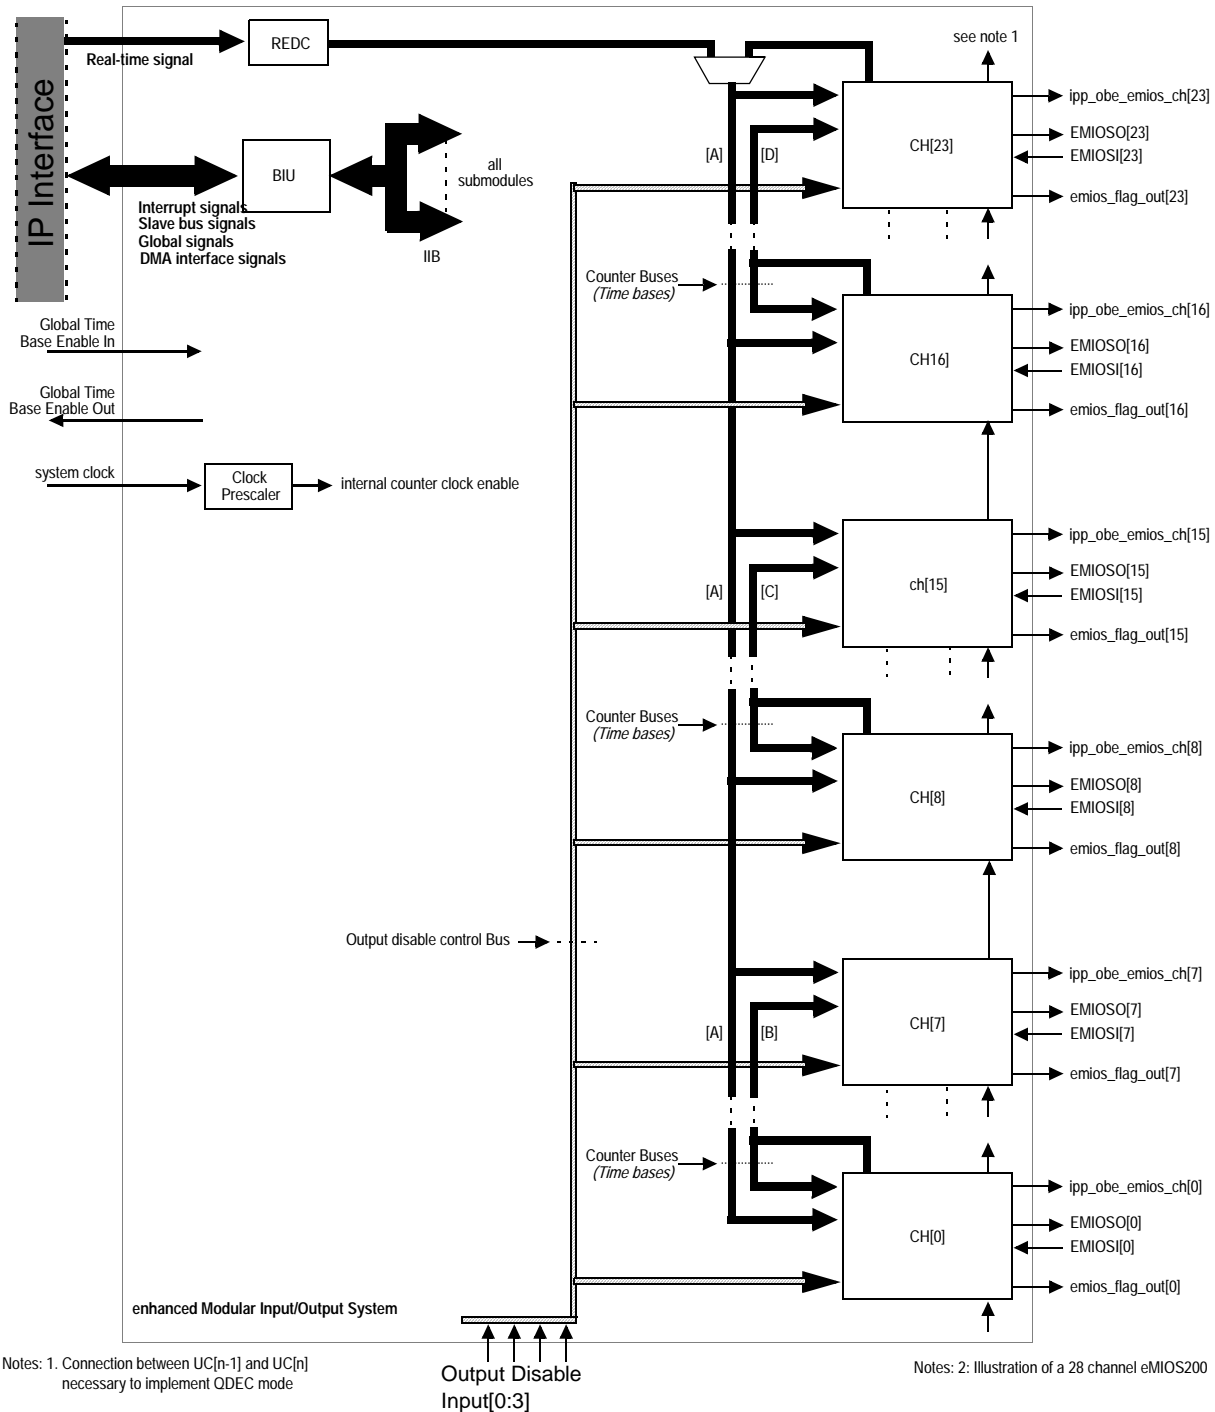 IP Interface
Real-time signal
REDC
BIU
Interrupt signals
Slave bus signals
Global signals
DMA interface signals
all
submodules
IIB
Global Time
Base Enable In
Global Time
Base Enable Out
system clock
Clock
Prescaler
internal counter clock enable
see note 1
[A]
[D]
CH[23]
ipp_obe_emios_ch[23]
EMIOSO[23]
EMIOSI[23]
emios_flag_out[23]
Counter Buses
(Time bases)
CH16]
ipp_obe_emios_ch[16]
EMIOSO[16]
EMIOSI[16]
emios_flag_out[16]
[A]
[C]
ch[15]
ipp_obe_emios_ch[15]
EMIOSO[15]
EMIOSI[15]
emios_flag_out[15]
Counter Buses
(Time bases)
CH[8]
ipp_obe_emios_ch[8]
EMIOSO[8]
EMIOSI[8]
emios_flag_out[8]
Output disable control Bus
[A]
[B]
CH[7]
ipp_obe_emios_ch[7]
EMIOSO[7]
EMIOSI[7]
emios_flag_out[7]
Counter Buses
(Time bases)
CH[0]
ipp_obe_emios_ch[0]
EMIOSO[0]
EMIOSI[0]
emios_flag_out[0]
enhanced Modular Input/Output System
Output Disable
Input[0:3]
Notes: 1. Connection between UC[n-1] and UC[n]
necessary to implement QDEC mode
Notes: 2: Illustration of a 28 channel eMIOS200